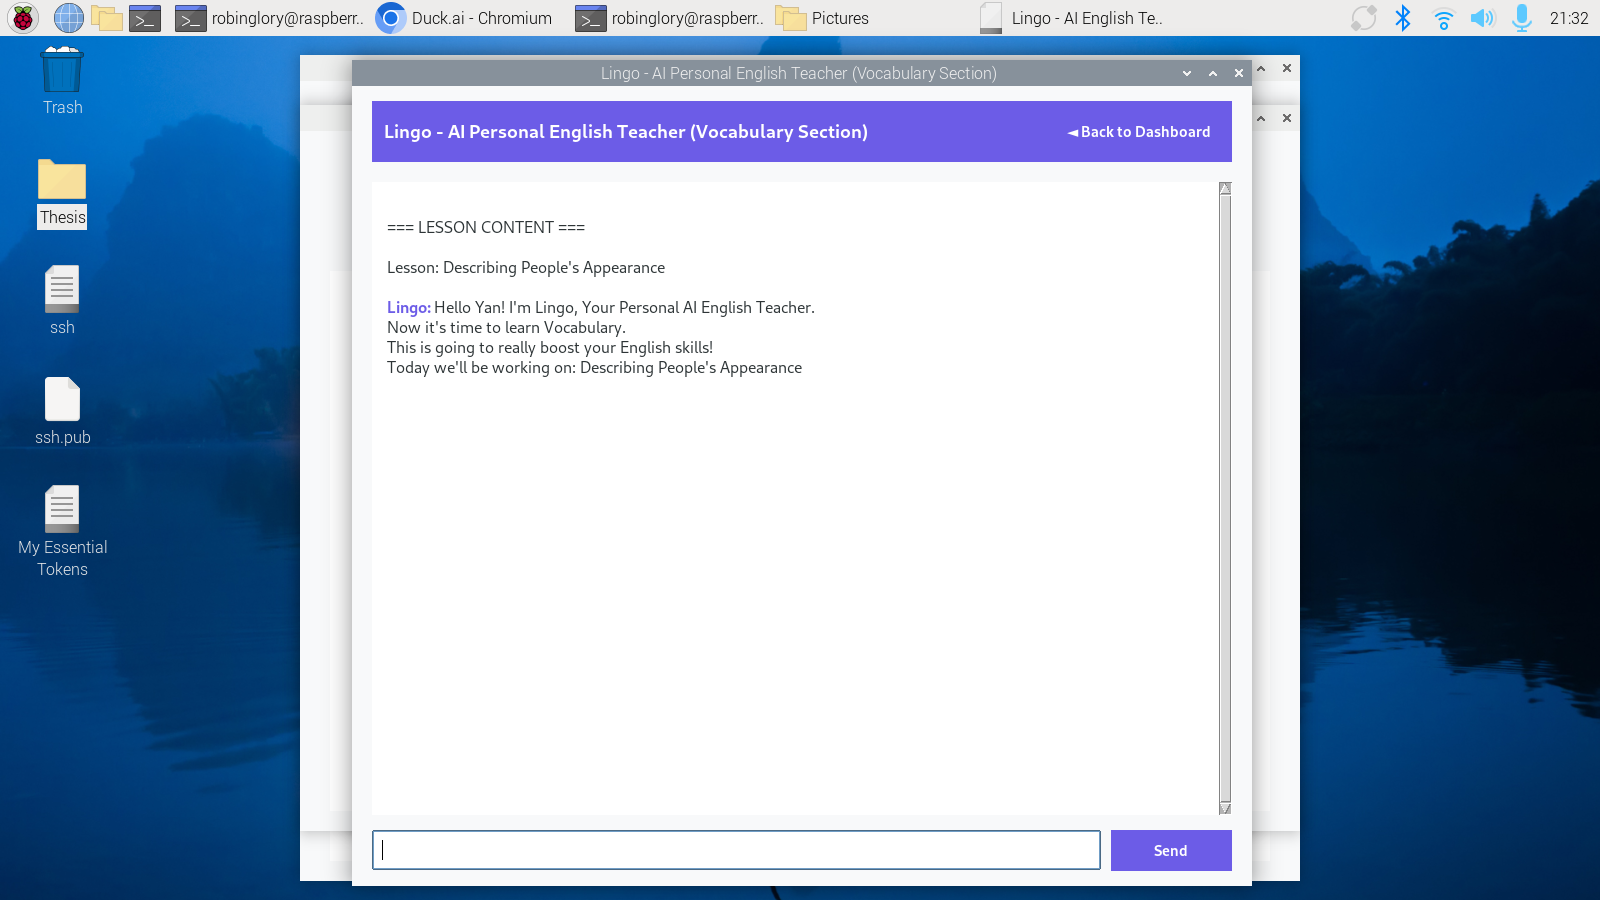 robinglory@raspberr..
Duck.ai - Chromium
robinglory@raspberr..
Pictures
Lingo - AI English Te..
21:32
Trash
Thesis
ssh
ssh.pub
My Essential
Tokens
Lingo - AI Personal English Teacher (Vocabulary Section)
Lingo - AI Personal English Teacher (Vocabulary Section)
◄ Back to Dashboard
=== LESSON CONTENT ===
Lesson: Describing People's Appearance
Lingo: Hello Yan! I'm Lingo, Your Personal AI English Teacher.
Now it's time to learn Vocabulary.
This is going to really boost your English skills!
Today we'll be working on: Describing People's Appearance
Send